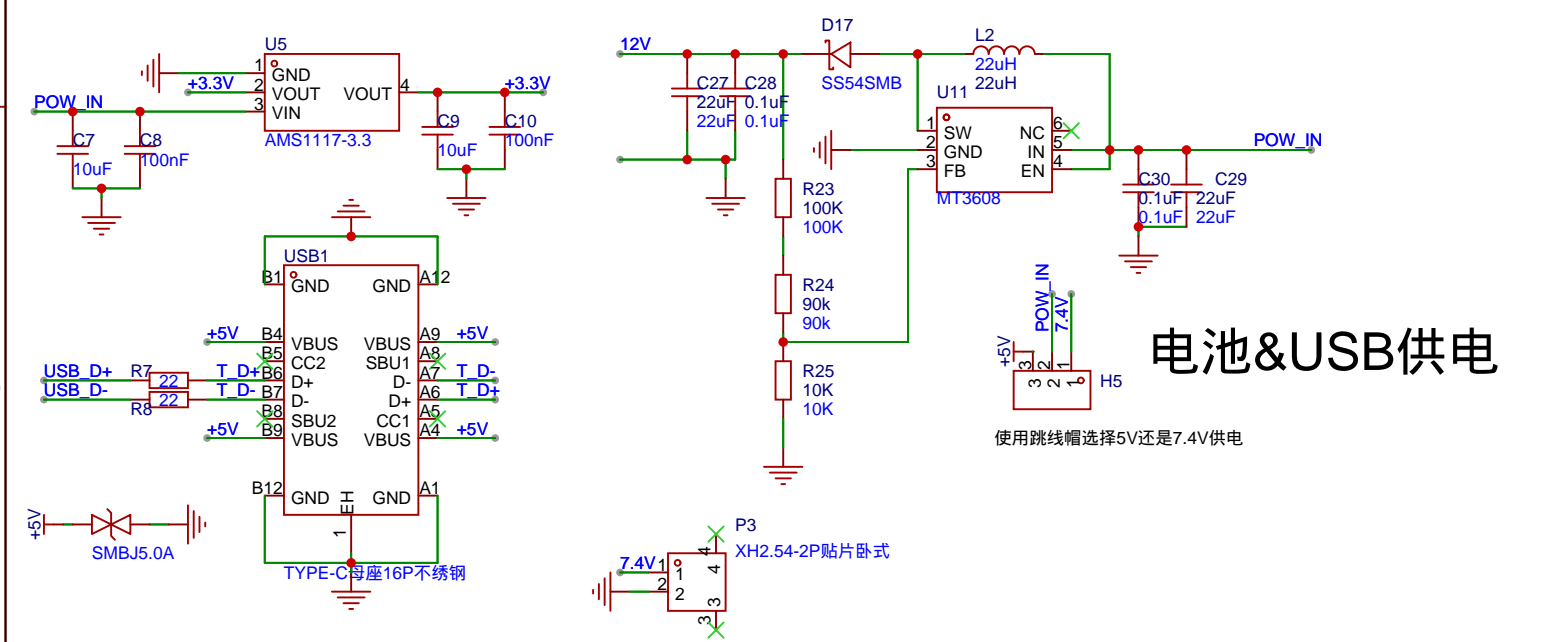 U5
1 GND
2 VOUT
3 VIN
VOUT 4
+3.3V
+3.3V
POW_IN
AMS1117-3.3
C7
10uF
C8
100nF
C9
10uF
C10
100nF
USB1
B1 GND
GND A12
+5V B4 VBUS
VBUS A9 +5V
B5 CC2
SBU1 A8
USB_D+ R7 22 T_D+ B6 D+
D- A7 T_D-
USB_D- R8 22 T_D- B7 D-
D+ A6 T_D+
B8 SBU2
CC1 A5
+5V B9 VBUS
VBUS A4 +5V
B12 GND
GND A1
EH
1
TYPE-C母座16P不绣钢
+5V
SMBJ5.0A
12V
C27
22uF
22uF
C28
0.1uF
0.1uF
D17
SS54SMB
L2
22uH
22uH
U11
1 SW
2 GND
3 FB
NC 6
IN 5
EN 4
MT3608
POW_IN
C30
0.1uF
0.1uF
C29
22uF
22uF
R23
100K
100K
R24
90k
90k
R25
10K
10K
POW_IN
7.4V
+5V
3 2 1
3 2 1
H5
使用跳线帽选择5V还是7.4V供电
电池&USB供电
P3
XH2.54-2P贴片卧式
7.4V 1 1
2 2
4 4
3 3